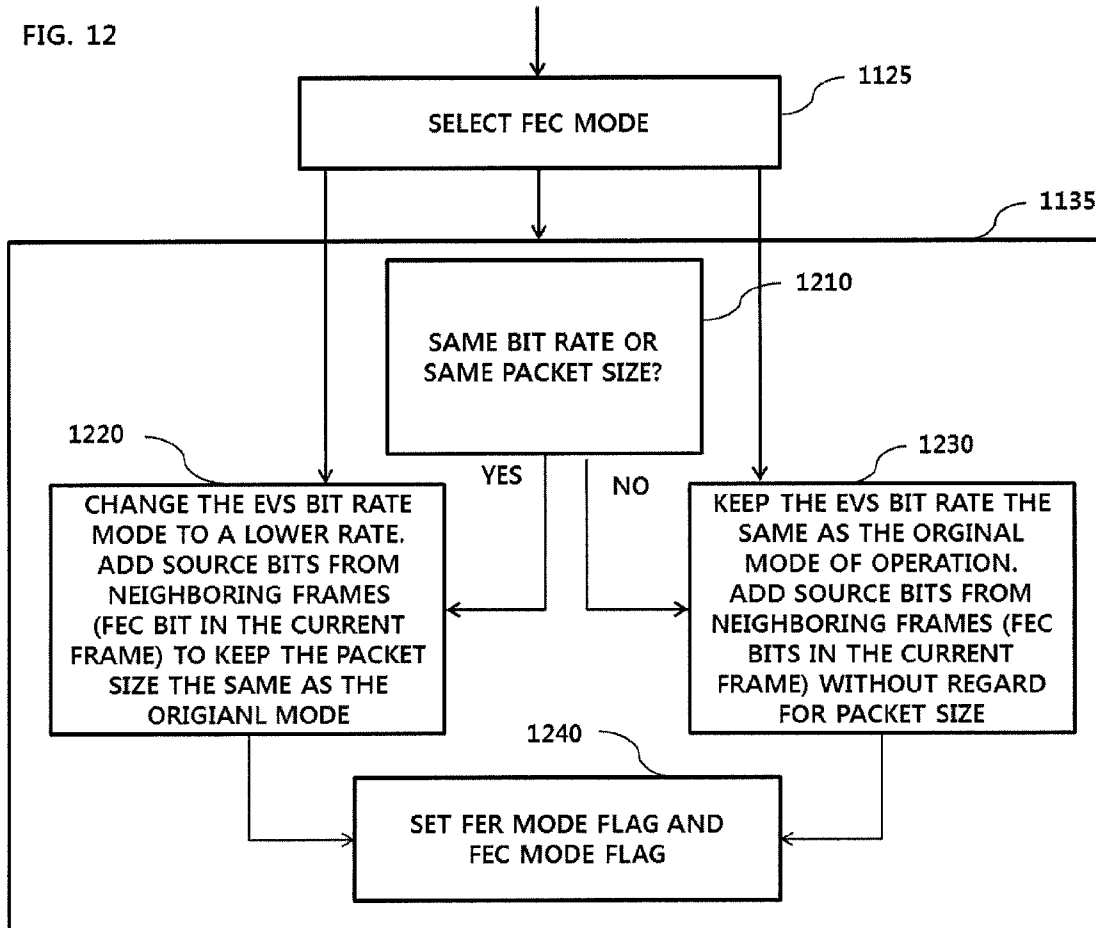 FIG. 12
1125
SELECT FEC MODE
1135
1210
SAME BIT RATE OR
SAME PACKET SIZE?
1220
YES
NO
1230
CHANGE THE EVS BIT RATE
MODE TO A LOWER RATE.
ADD SOURCE BITS FROM
NEIGHBORING FRAMES
(FEC BIT IN THE CURRENT
FRAME) TO KEEP THE PACKET
SIZE THE SAME AS THE
ORIGIANL MODE
KEEP THE EVS BIT RATE THE
SAME AS THE ORGINAL
MODE OF OPERATION.
ADD SOURCE BITS FROM
NEIGHBORING FRAMES (FEC
BITS IN THE CURRENT
FRAME) WITHOUT REGARD
FOR PACKET SIZE
1240
SET FER MODE FLAG AND
FEC MODE FLAG